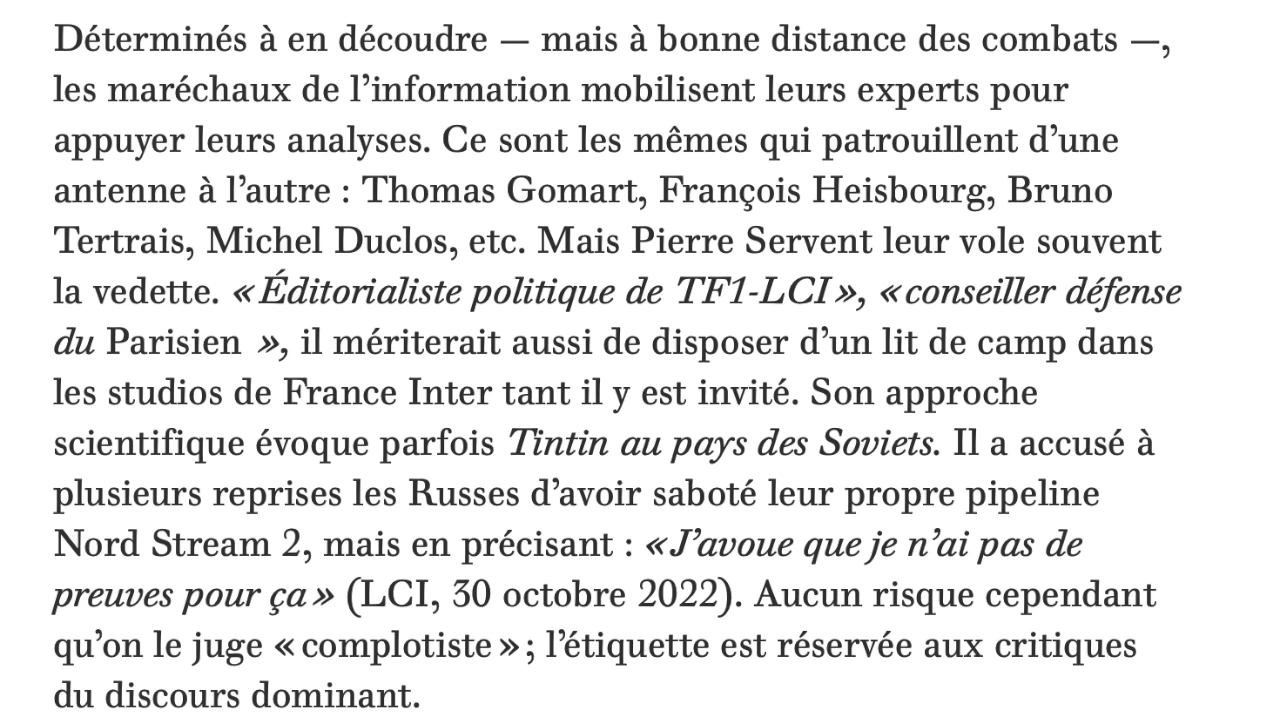 Déterminés à en découdre — mais à bonne distance des combats —,
les maréchaux de l’information mobilisent leurs experts pour
appuyer leurs analyses. Ce sont les mêmes qui patrouillent d’une
antenne à l’autre : Thomas Gomart, François Heisbourg, Bruno
Tertrais, Michel Duclos, etc. Mais Pierre Servent leur vole souvent
la vedette. « Éditorialiste politique de TF1-LCI », « conseiller défense
du Parisien », il mériterait aussi de disposer d’un lit de camp dans
les studios de France Inter tant il y est invité. Son approche
scientifique évoque parfois Tintin au pays des Soviets. Il a accusé à
plusieurs reprises les Russes d’avoir saboté leur propre pipeline
Nord Stream 2, mais en précisant : « J’avoue que je n’ai pas de
preuves pour ça » (LCI, 30 octobre 2022). Aucun risque cependant
qu’on le juge « complotiste » ; l’étiquette est réservée aux critiques
du discours dominant.